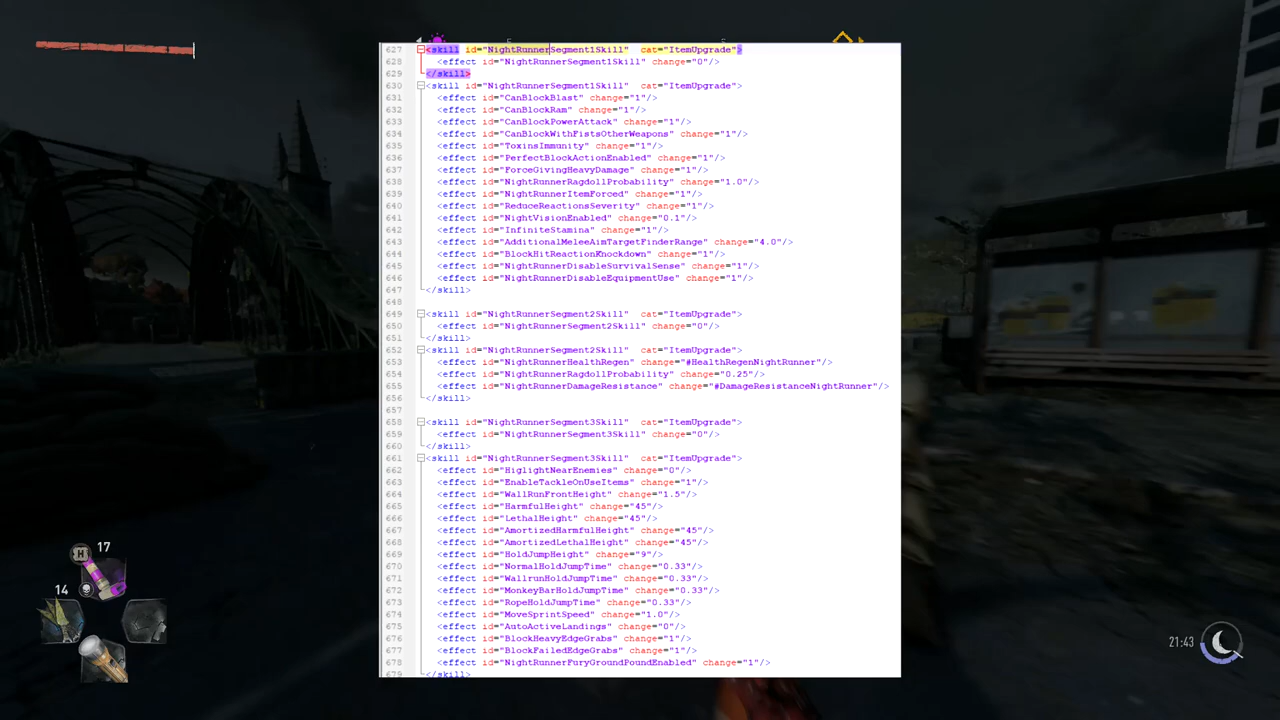 627 <skill id="NightRunnerSegment1Skill" cat="ItemUpgrade">
628 <effect id="NightRunnerSegment1Skill" change="0"/>
629 </skill>
630 <skill id="NightRunnerSegment1Skill" cat="ItemUpgrade">
631 <effect id="CanBlockBlast" change="1"/>
632 <effect id="CanBlockRam" change="1"/>
633 <effect id="CanBlockPowerAttack" change="1"/>
634 <effect id="CanBlockWithFistsOtherWeapons" change="1"/>
635 <effect id="ToxinsImmunity" change="1"/>
636 <effect id="PerfectBlockActionEnabled" change="1"/>
637 <effect id="ForceGivingHeavyDamage" change="1"/>
638 <effect id="NightRunnerRagdollProbability" change="1.0"/>
639 <effect id="NightRunnerItemForced" change="1"/>
640 <effect id="ReduceReactionsSeverity" change="1"/>
641 <effect id="NightVisionEnabled" change="0.1"/>
642 <effect id="InfiniteStamina" change="1"/>
643 <effect id="AdditionalMeleeAimTargetFinderRange" change="4.0"/>
644 <effect id="BlockHitReactionKnockdown" change="1"/>
645 <effect id="NightRunnerDisableSurvivalSense" change="1"/>
646 <effect id="NightRunnerDisableEquipmentUse" change="1"/>
647 </skill>
648
649 <skill id="NightRunnerSegment2Skill" cat="ItemUpgrade">
650 <effect id="NightRunnerSegment2Skill" change="0"/>
651 </skill>
652 <skill id="NightRunnerSegment2Skill" cat="ItemUpgrade">
653 <effect id="NightRunnerHealthRegen" change="#HealthRegenNightRunner"/>
654 <effect id="NightRunnerRagdollProbability" change="0.25"/>
655 <effect id="NightRunnerDamageResistance" change="#DamageResistanceNightRunner"/>
656 </skill>
657
658 <skill id="NightRunnerSegment3Skill" cat="ItemUpgrade">
659 <effect id="NightRunnerSegment3Skill" change="0"/>
660 </skill>
661 <skill id="NightRunnerSegment3Skill" cat="ItemUpgrade">
662 <effect id="HiglightNearEnemies" change="0"/>
663 <effect id="EnableTackleOnUseItems" change="1"/>
664 <effect id="WallRunFrontHeight" change="1.5"/>
665 <effect id="HarmfulHeight" change="45"/>
666 <effect id="LethalHeight" change="45"/>
667 <effect id="AmortizedHarmfulHeight" change="45"/>
668 <effect id="AmortizedLethalHeight" change="45"/>
669 <effect id="HoldJumpHeight" change="9"/>
670 <effect id="NormalHoldJumpTime" change="0.33"/>
671 <effect id="WallrunHoldJumpTime" change="0.33"/>
672 <effect id="MonkeyBarHoldJumpTime" change="0.33"/>
673 <effect id="RopeHoldJumpTime" change="0.33"/>
674 <effect id="MoveSprintSpeed" change="1.0"/>
675 <effect id="AutoActiveLandings" change="0"/>
676 <effect id="BlockHeavyEdgeGrabs" change="1"/>
677 <effect id="BlockFailedEdgeGrabs" change="1"/>
678 <effect id="NightRunnerFuryGroundPoundEnabled" change="1"/>
679 </skill>
17
H
14
21:43